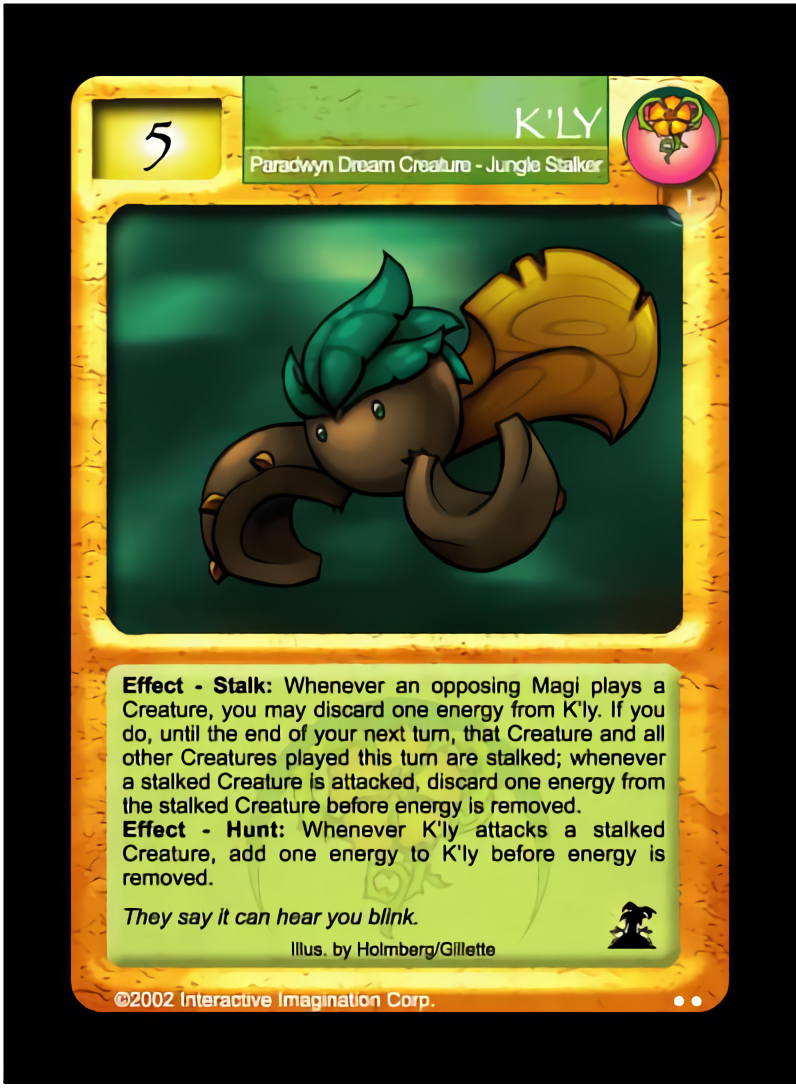 5
K'LY
Paradwyn Dream Creature - Jungle Stalker
Effect - Stalk: Whenever an opposing Magi plays a
Creature, you may discard one energy from K'ly. If you
do, until the end of your next turn, that Creature and all
other Creatures played this turn are stalked; whenever
a stalked Creature is attacked, discard one energy from
the stalked Creature before energy is removed.
Effect - Hunt: Whenever K'ly attacks a stalked
Creature, add one energy to K'ly before energy is
removed.
They say it can hear you blink.
Illus. by Holmberg/Gillette
©2002 Interactive Imagination Corp.